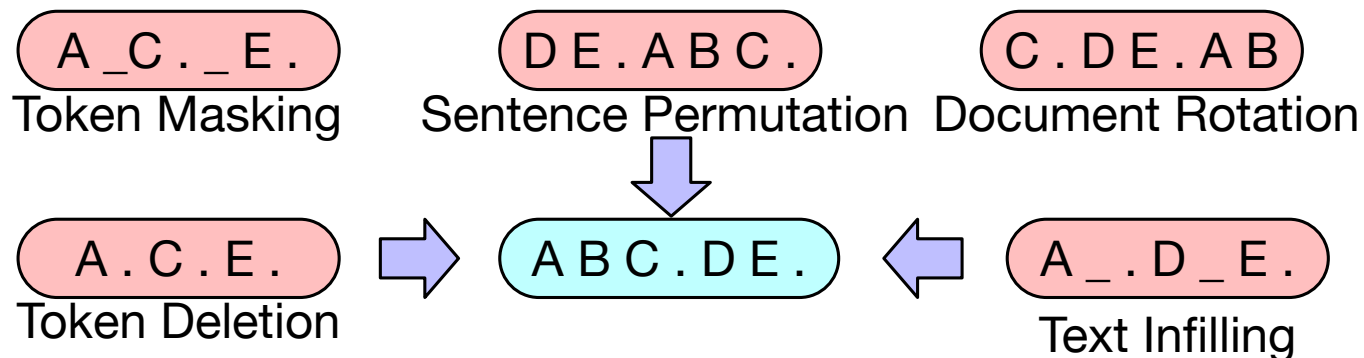 A _C . _ E .
D E . A B C .
C . D E . A B
Token Masking
Sentence Permutation
Document Rotation
A . C . E .
A B C . D E .
A _ . D _ E .
Token Deletion
Text Infilling